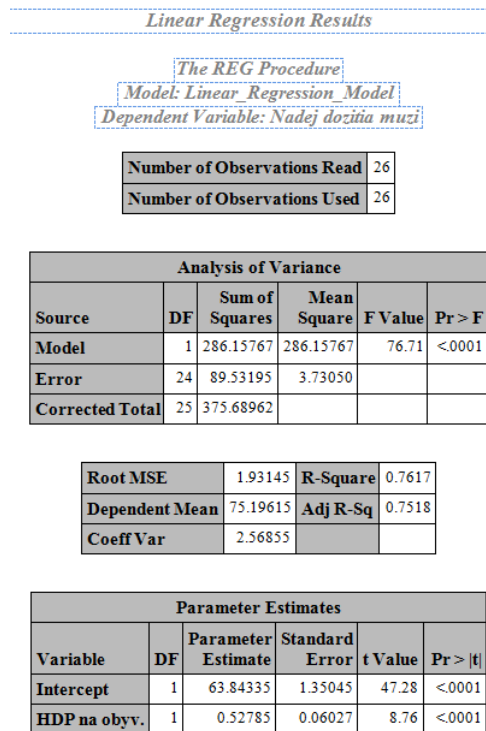 Linear Regression Results
The REG Procedure
Model: Linear_Regression_Model
Dependent Variable: Nadej dozitia muzi
Number of Observations Read 26
Number of Observations Used 26
Analysis of Variance
Source DF Sum of Squares Mean Square F Value Pr > F
Model 1 286.15767 286.15767 76.71 <.0001
Error 24 89.53195 3.73050
Corrected Total 25 375.68962
Root MSE 1.93145 R-Square 0.7617
Dependent Mean 75.19615 Adj R-Sq 0.7518
Coeff Var 2.56855
Parameter Estimates
Variable DF Parameter Estimate Standard Error t Value Pr > |t|
Intercept 1 63.84335 1.35045 47.28 <.0001
HDP na obyv. 1 0.52785 0.06027 8.76 <.0001